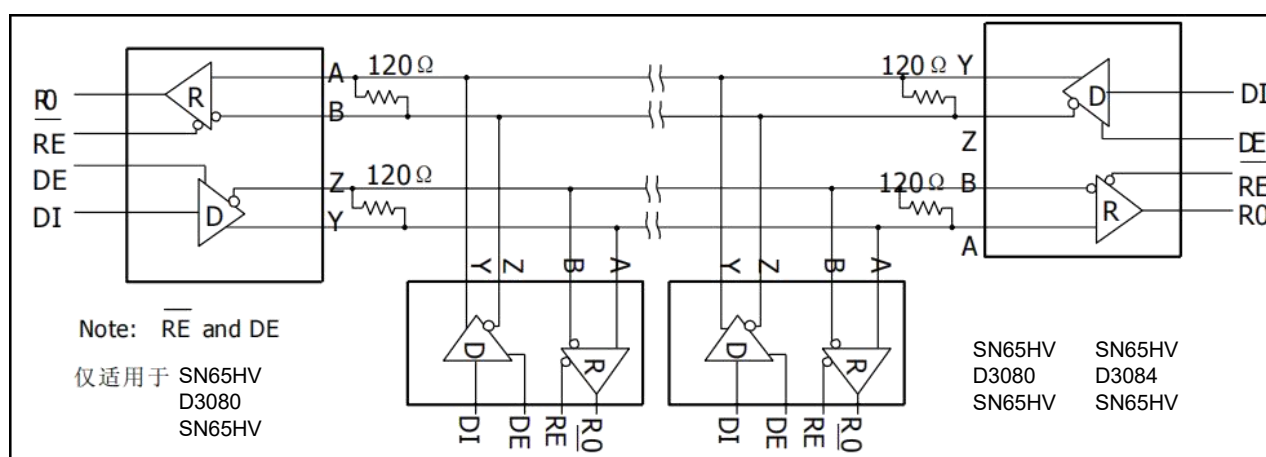 120Ω
120Ω
A
Y
R
D
R0
DI
B
RE
Z
DE
DE
Z
120Ω
120Ω
B
RE
DI
D
Y
R
R0
A
Y Z B A
Y Z B A
Note: RE and DE
仅适用于 SN65HV
D3080
SN65HV
D
R
D
R
SN65HV SN65HV
D3080 D3084
SN65HV SN65HV
DI DE RE R0
DI DE RE R0